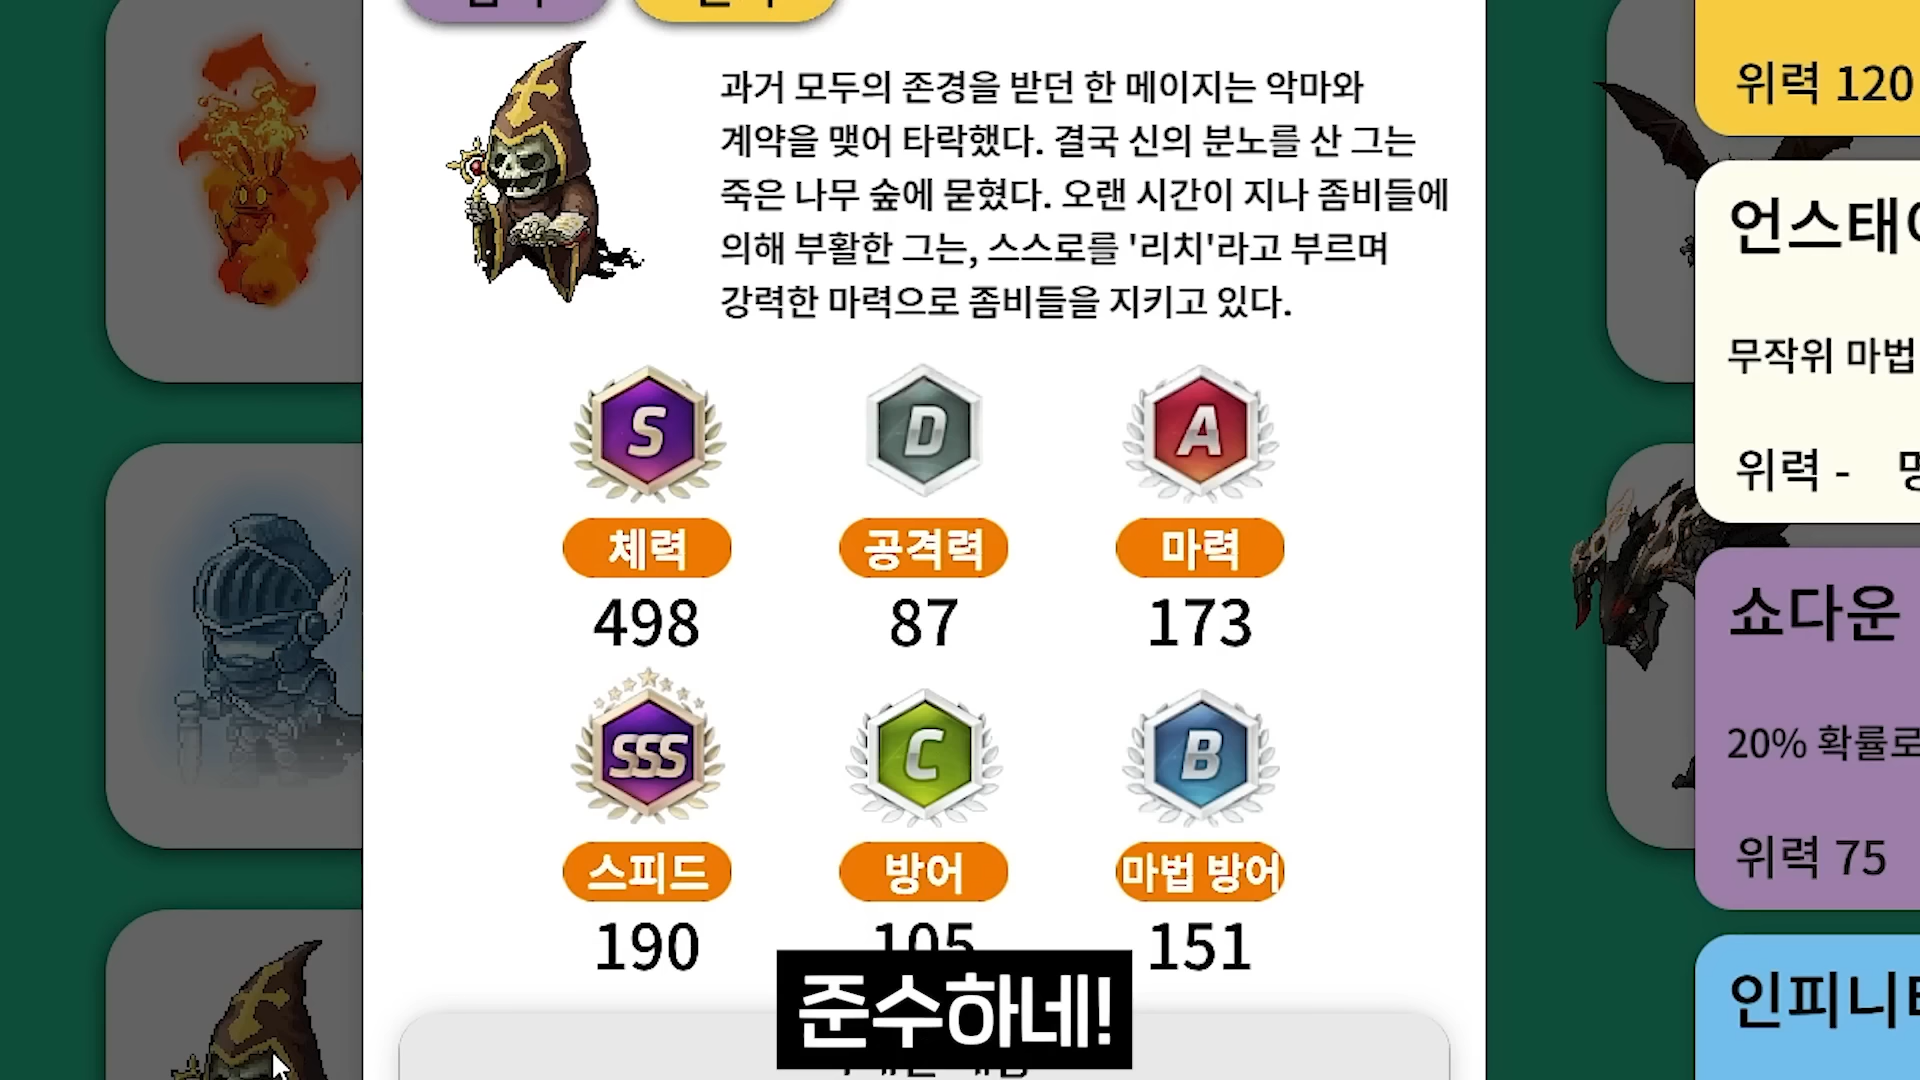 과거 모두의 존경을 받던 한 메이지는 악마와
계약을 맺어 타락했다. 결국 신의 분노를 산 그는
죽은 나무 숲에 묻혔다. 오랜 시간이 지나 좀비들에
의해 부활한 그는, 스스로를 '리치'라고 부르며
강력한 마력으로 좀비들을 지키고 있다.
S D A
체력 공격력 마력
498 87 173
SSS C B
스피드 방어 마법 방어
190 105 151
준수하네!
위력 120
언스태
무작위 마법
위력 -
쇼다운
20% 확률로
위력 75
인피니